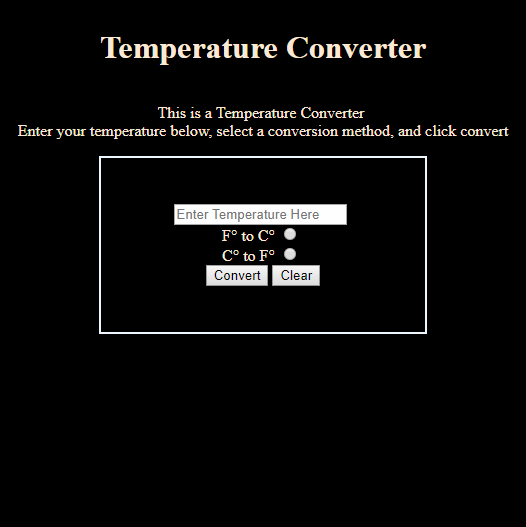 Temperature Converter
This is a Temperature Converter
Enter your temperature below, select a conversion method, and click convert
Enter Temperature Here
F° to C°
C° to F°
Convert Clear